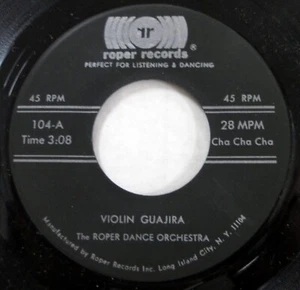 rr
roper records®
PERFECT FOR LISTENING & DANCING
45 RPM
45 RPM
104-A
28 MPM
Time 3:08
Cha Cha Cha
VIOLIN GUAJIRA
The ROPER DANCE ORCHESTRA
Manufactured by Roper Records Inc. Long Island City, N. Y. 11104